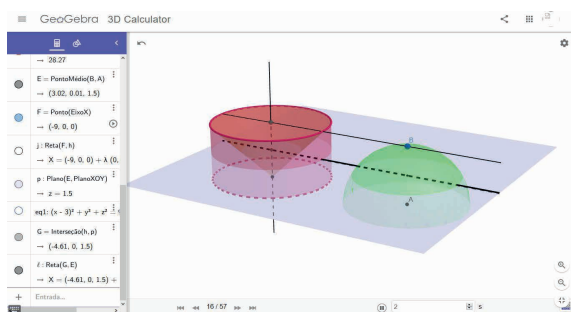 GeoGebra 3D Calculator
→ 28.27
E = PontoMédio(B, A)
→ (3.02, 0.01, 1.5)
F = Ponto(EixoX)
→ (-9, 0, 0)
j : Reta(F, h)
→ X = (-9, 0, 0) + λ (0,
p : Plano(E, PlanoXOY)
→ z = 1.5
eq1: (x - 3)² + y² + z²
G = Interseção(h, p)
→ (-4.61, 0, 1.5)
ℓ : Reta(G, E)
→ X = (-4.61, 0, 1.5) +
+ Entrada...
B
A
16 / 57
2 s